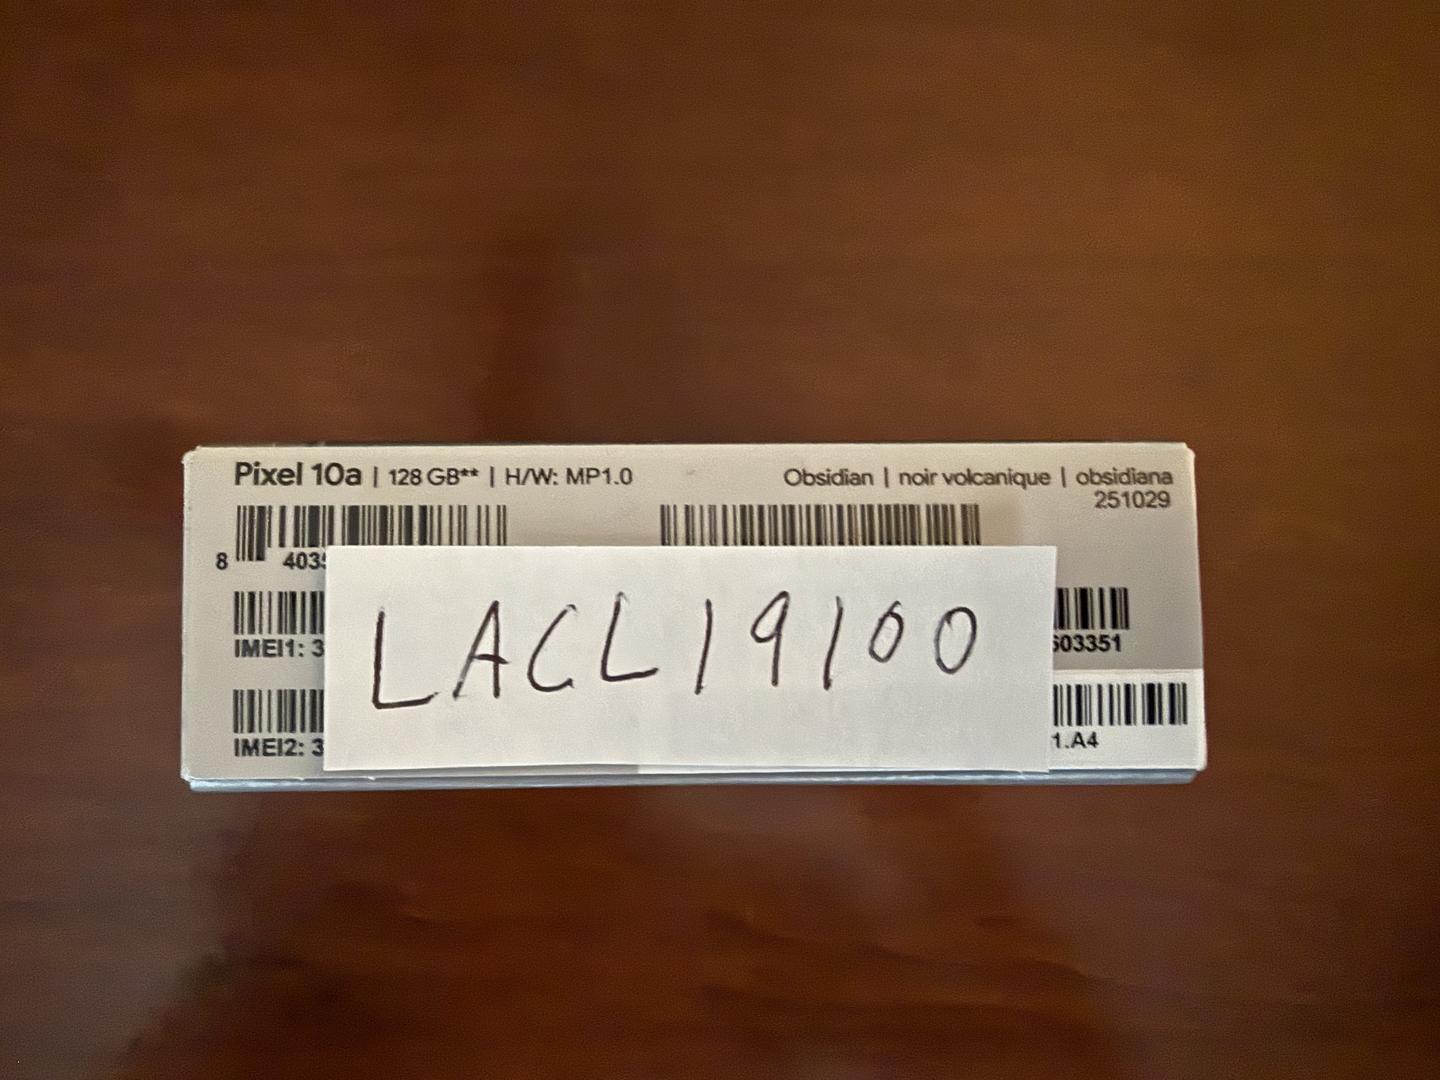 Pixel 10a | 128 GB** | H/W: MP1.0
Obsidian | noir volcanique | obsidiana
251029
8 403
IMEI1: 3
03351
IMEI2: 3
1.A4
LACL19100